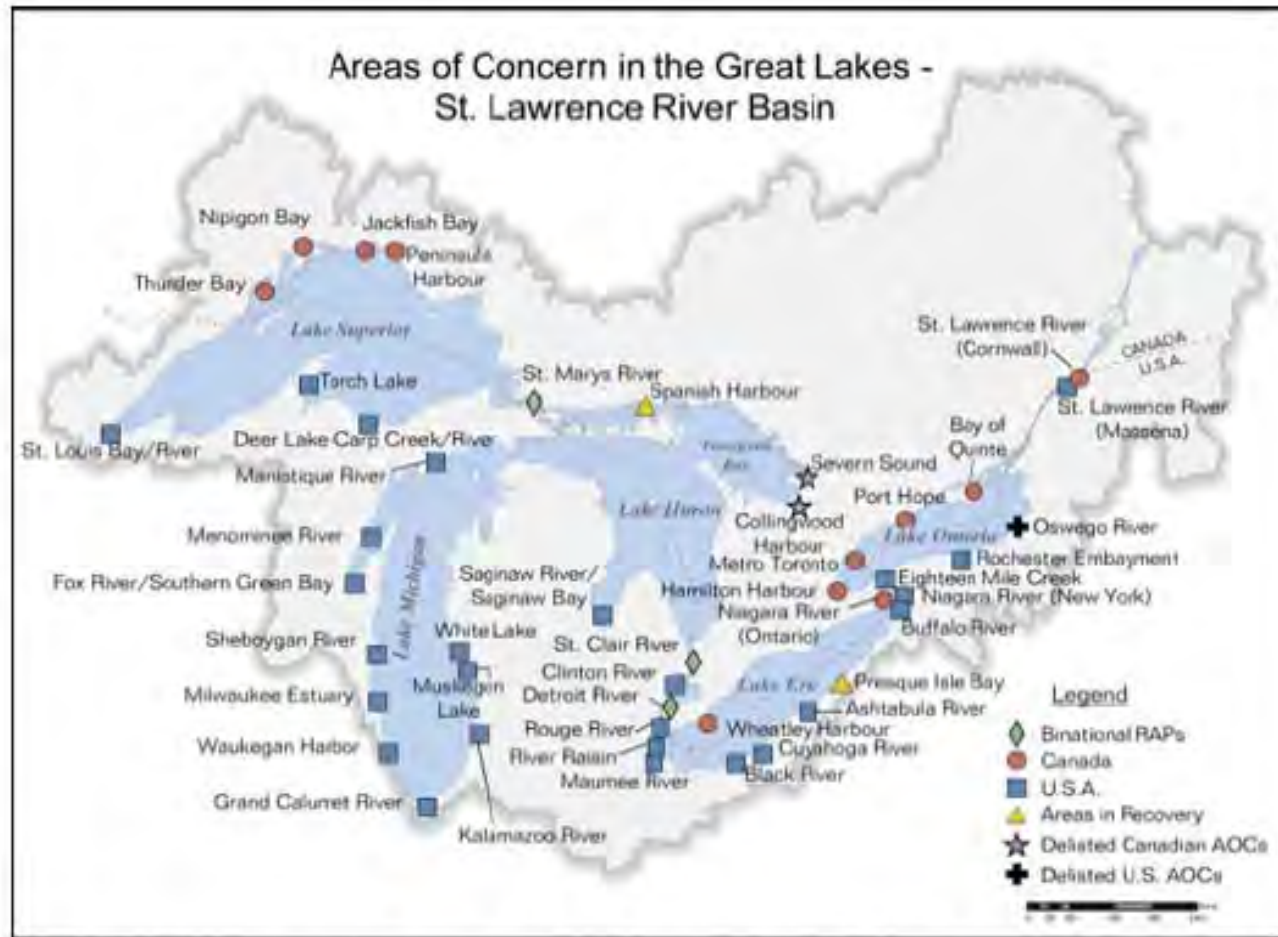 Areas of Concern in the Great Lakes -
St. Lawrence River Basin
Nipigon Bay
Jackfish Bay
Peninsula
Harbour
Thunder Bay
Lake Superior
St. Lawrence River
(Cornwall)
CANADA
U.S.A.
St. Marys River
Spanish Harbour
Torch Lake
St. Lawrence River
(Massena)
Bay of
Quinte
Deer Lake Carp Creek/River
St. Louis Bay/River
Manistique River
Severn Sound
Port Hope
Lake Huron
Collingwood
Harbour
Lake Ontario
Oswego River
Menominee River
Metro Toronto
Rochester Embayment
Fox River/Southern Green Bay
Saginaw River/
Saginaw Bay
Eighteen Mile Creek
Hamilton Harbour
Niagara River (New York)
Niagara River
(Ontario)
Buffalo River
Lake Michigan
Sheboygan River
White Lake
St. Clair River
Clinton River
Muskegon
Lake
Detroit River
Lake Erie
Presque Isle Bay
Milwaukee Estuary
Ashtabula River
Rouge River
Wheatley Harbour
Waukegan Harbor
River Raisin
Cuyahoga River
Maumee River
Black River
Grand Calumet River
Kalamazoo River
Legend
Binational RAPs
Canada
U.S.A.
Areas in Recovery
Delisted Canadian AOCs
Delisted U.S. AOCs